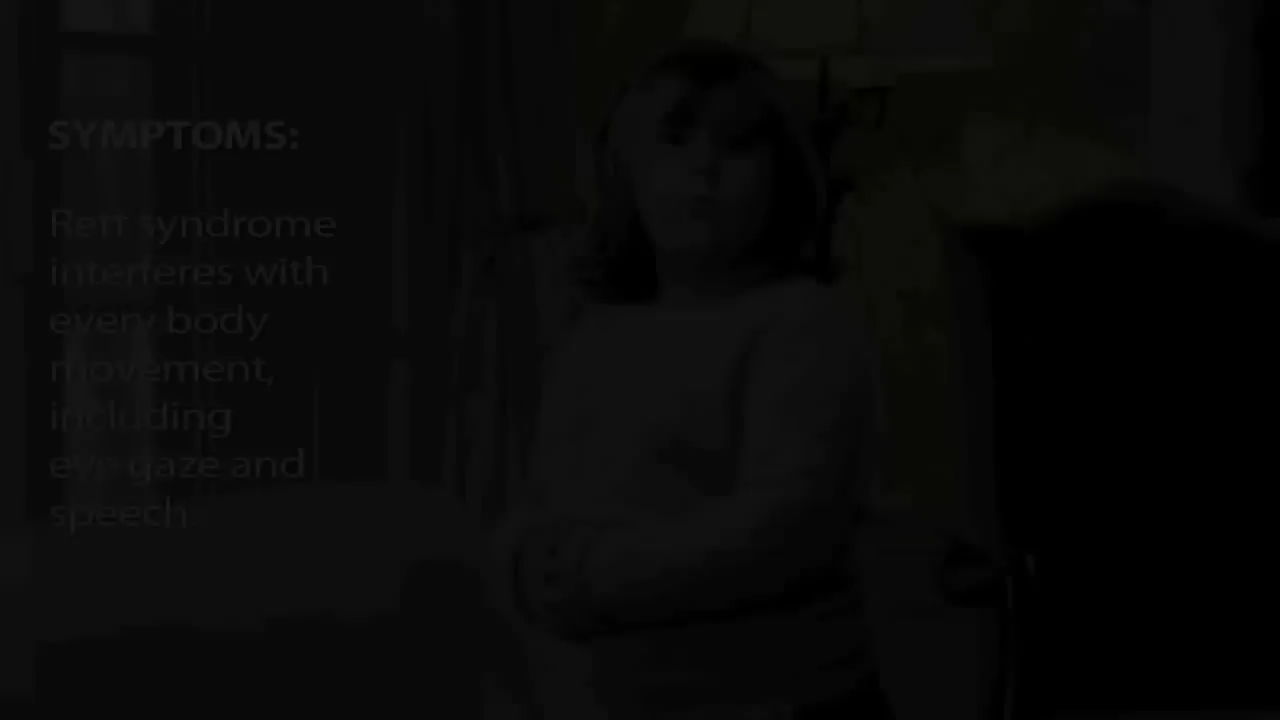 SYMPTOMS:
Rett syndrome
interferes with
every body
movement,
including
eye gaze and
speech